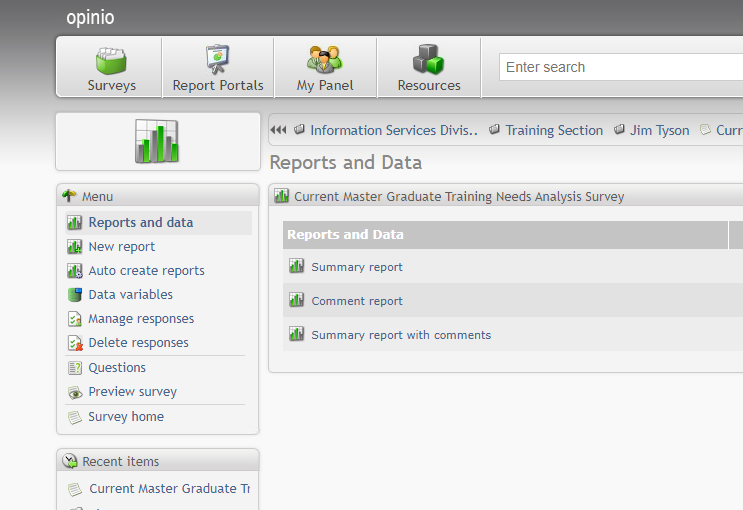 opinio
Surveys
Report Portals
My Panel
Resources
Enter search
Information Services Divis..
Training Section
Jim Tyson
Reports and Data
Menu
Reports and data
New report
Auto create reports
Data variables
Manage responses
Delete responses
Questions
Preview survey
Survey home
Recent items
Current Master Graduate
Current Master Graduate Training Needs Analysis Survey
Reports and Data
Summary report
Comment report
Summary report with comments